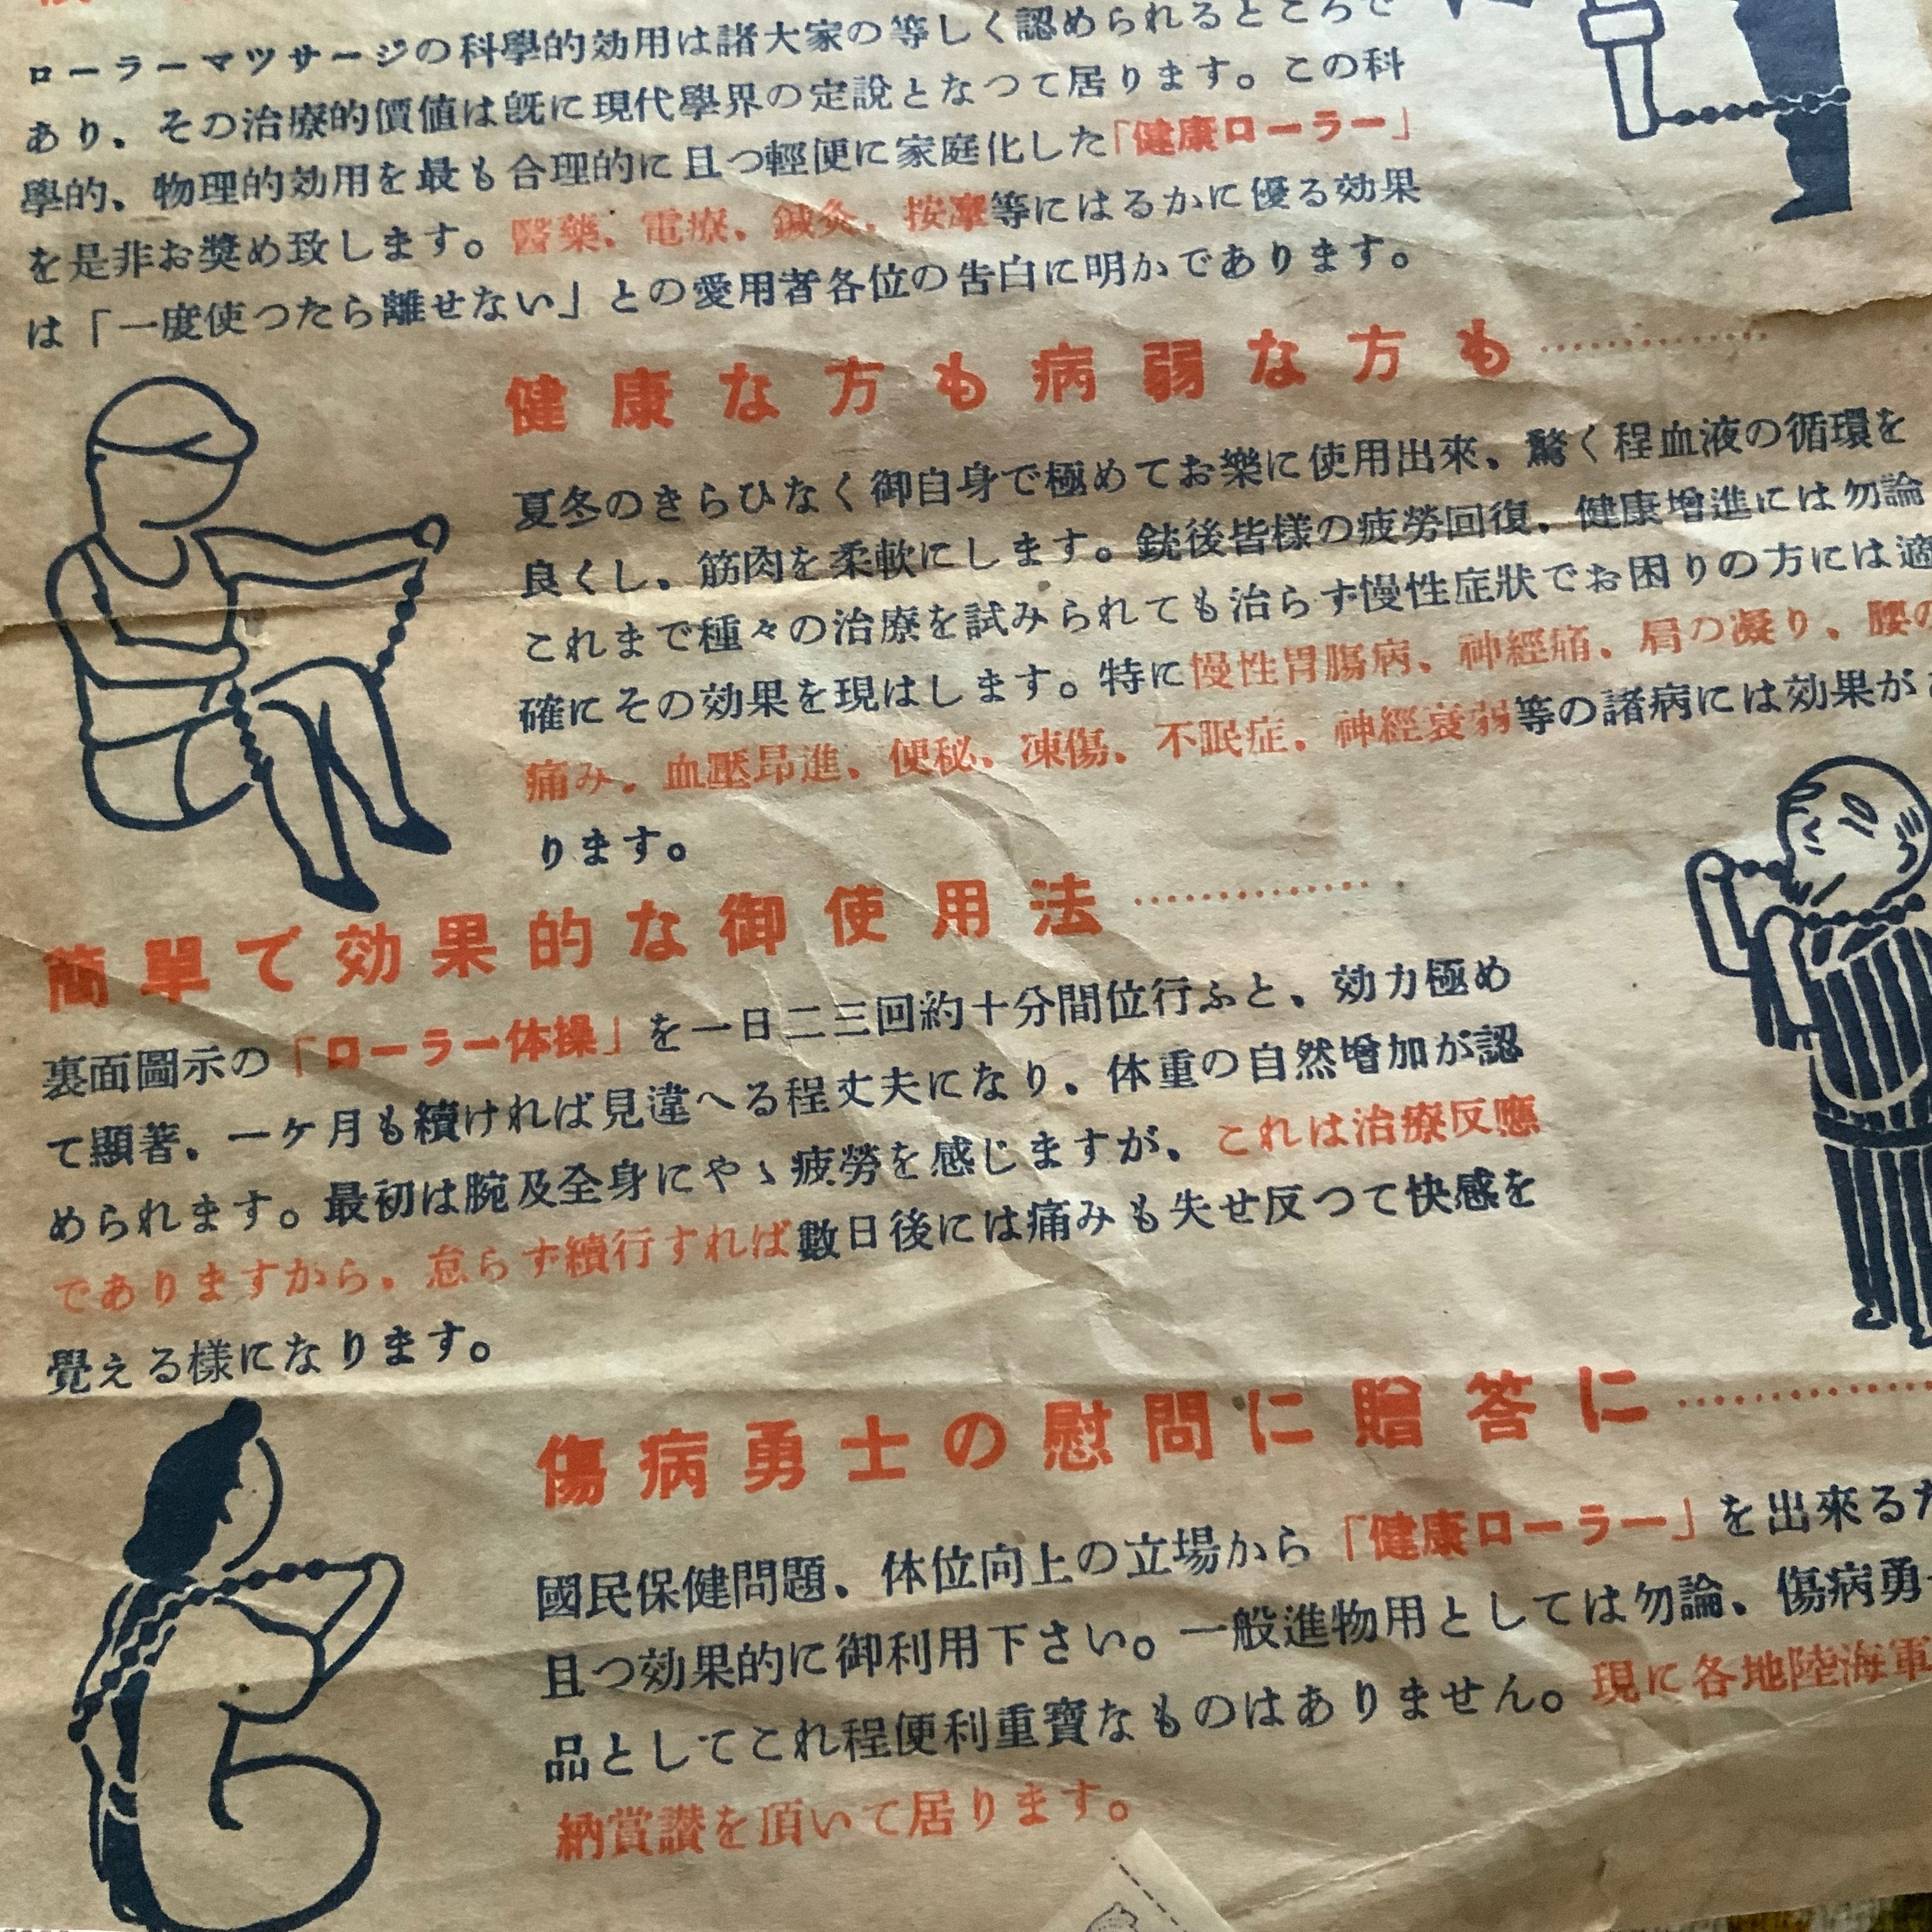 ローラーマツサージの科學的効用は諸大家の等しく認められるところで
あり、その治療的價値は既に現代學界の定說となつて居ります。この科
學的、物理的効用を最も合理的に且つ輕便に家庭化した「健康ローラー」
を是非お奬め致します。醫藥、電療、鍼灸、按摩等にはるかに優る効果
は「一度使つたら離せない」との愛用者各位の告白に明かであります。
健康な方も病弱な方も…………
夏冬のきらひなく御自身で極めてお樂に使用出來、驚く程血液の循環を
良くし、筋肉を柔軟にします。銃後皆様の疲勞回復、健康增進には勿論
これまで種々の治療を試みられても治らず慢性症狀でお困りの方には適
確にその効果を現はします。特に慢性胃腸病、神經痛、肩の凝り、腰の
痛み、血壓昂進、便秘、凍傷、不眠症、神經衰弱等の諸病には効果が
ります。
簡單で効果的な御使用法…………
裏面圖示の「ローラー体操」を一日二三回約十分間位行ふと、効力極め
て顯著、一ケ月も續ければ見違へる程丈夫になり、体重の自然增加が認
められます。最初は腕及全身にやゝ疲勞を感じますが、これは治療反應
でありますから、怠らず續行すれば數日後には痛みも失せ反つて快感を
覺える様になります。
傷病勇士の慰問に贈答に…………
國民保健問題、体位向上の立場から「健康ローラー」を出來るだ
且つ効果的に御利用下さい。一般進物用としては勿論、傷病勇
品としてこれ程便利重寶なものはありません。現に各地陸海軍
納賞讃を頂いて居ります。